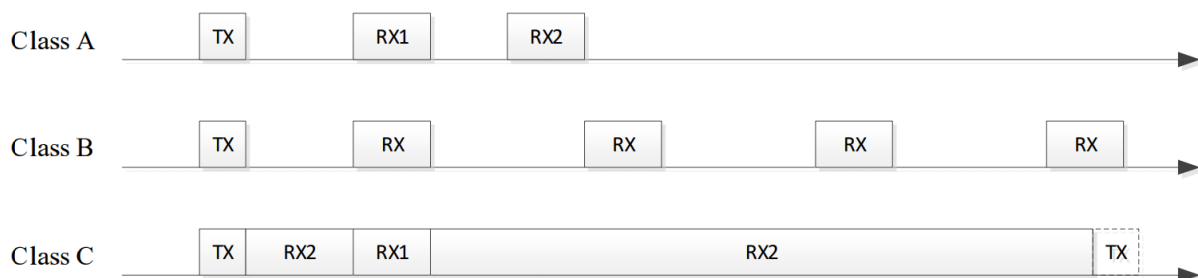 Class A TX RX1 RX2
Class B TX RX RX RX RX
Class C TX RX2 RX1 RX2 TX